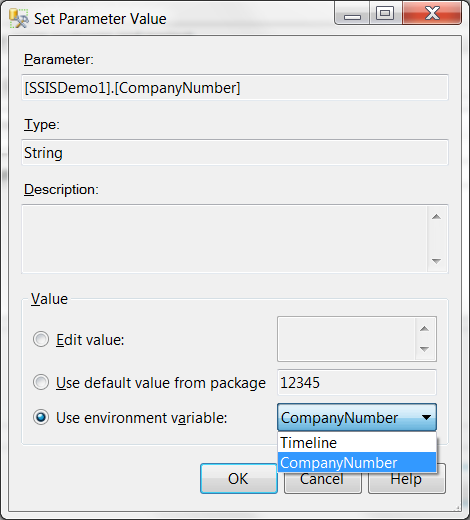 Set Parameter Value
Parameter:
[SSISDemo1].[CompanyNumber]
Type:
String
Description:
Value
Edit value:
Use default value from package 12345
Use environment variable: CompanyNumber
Timeline
CompanyNumber
OK Cancel Help